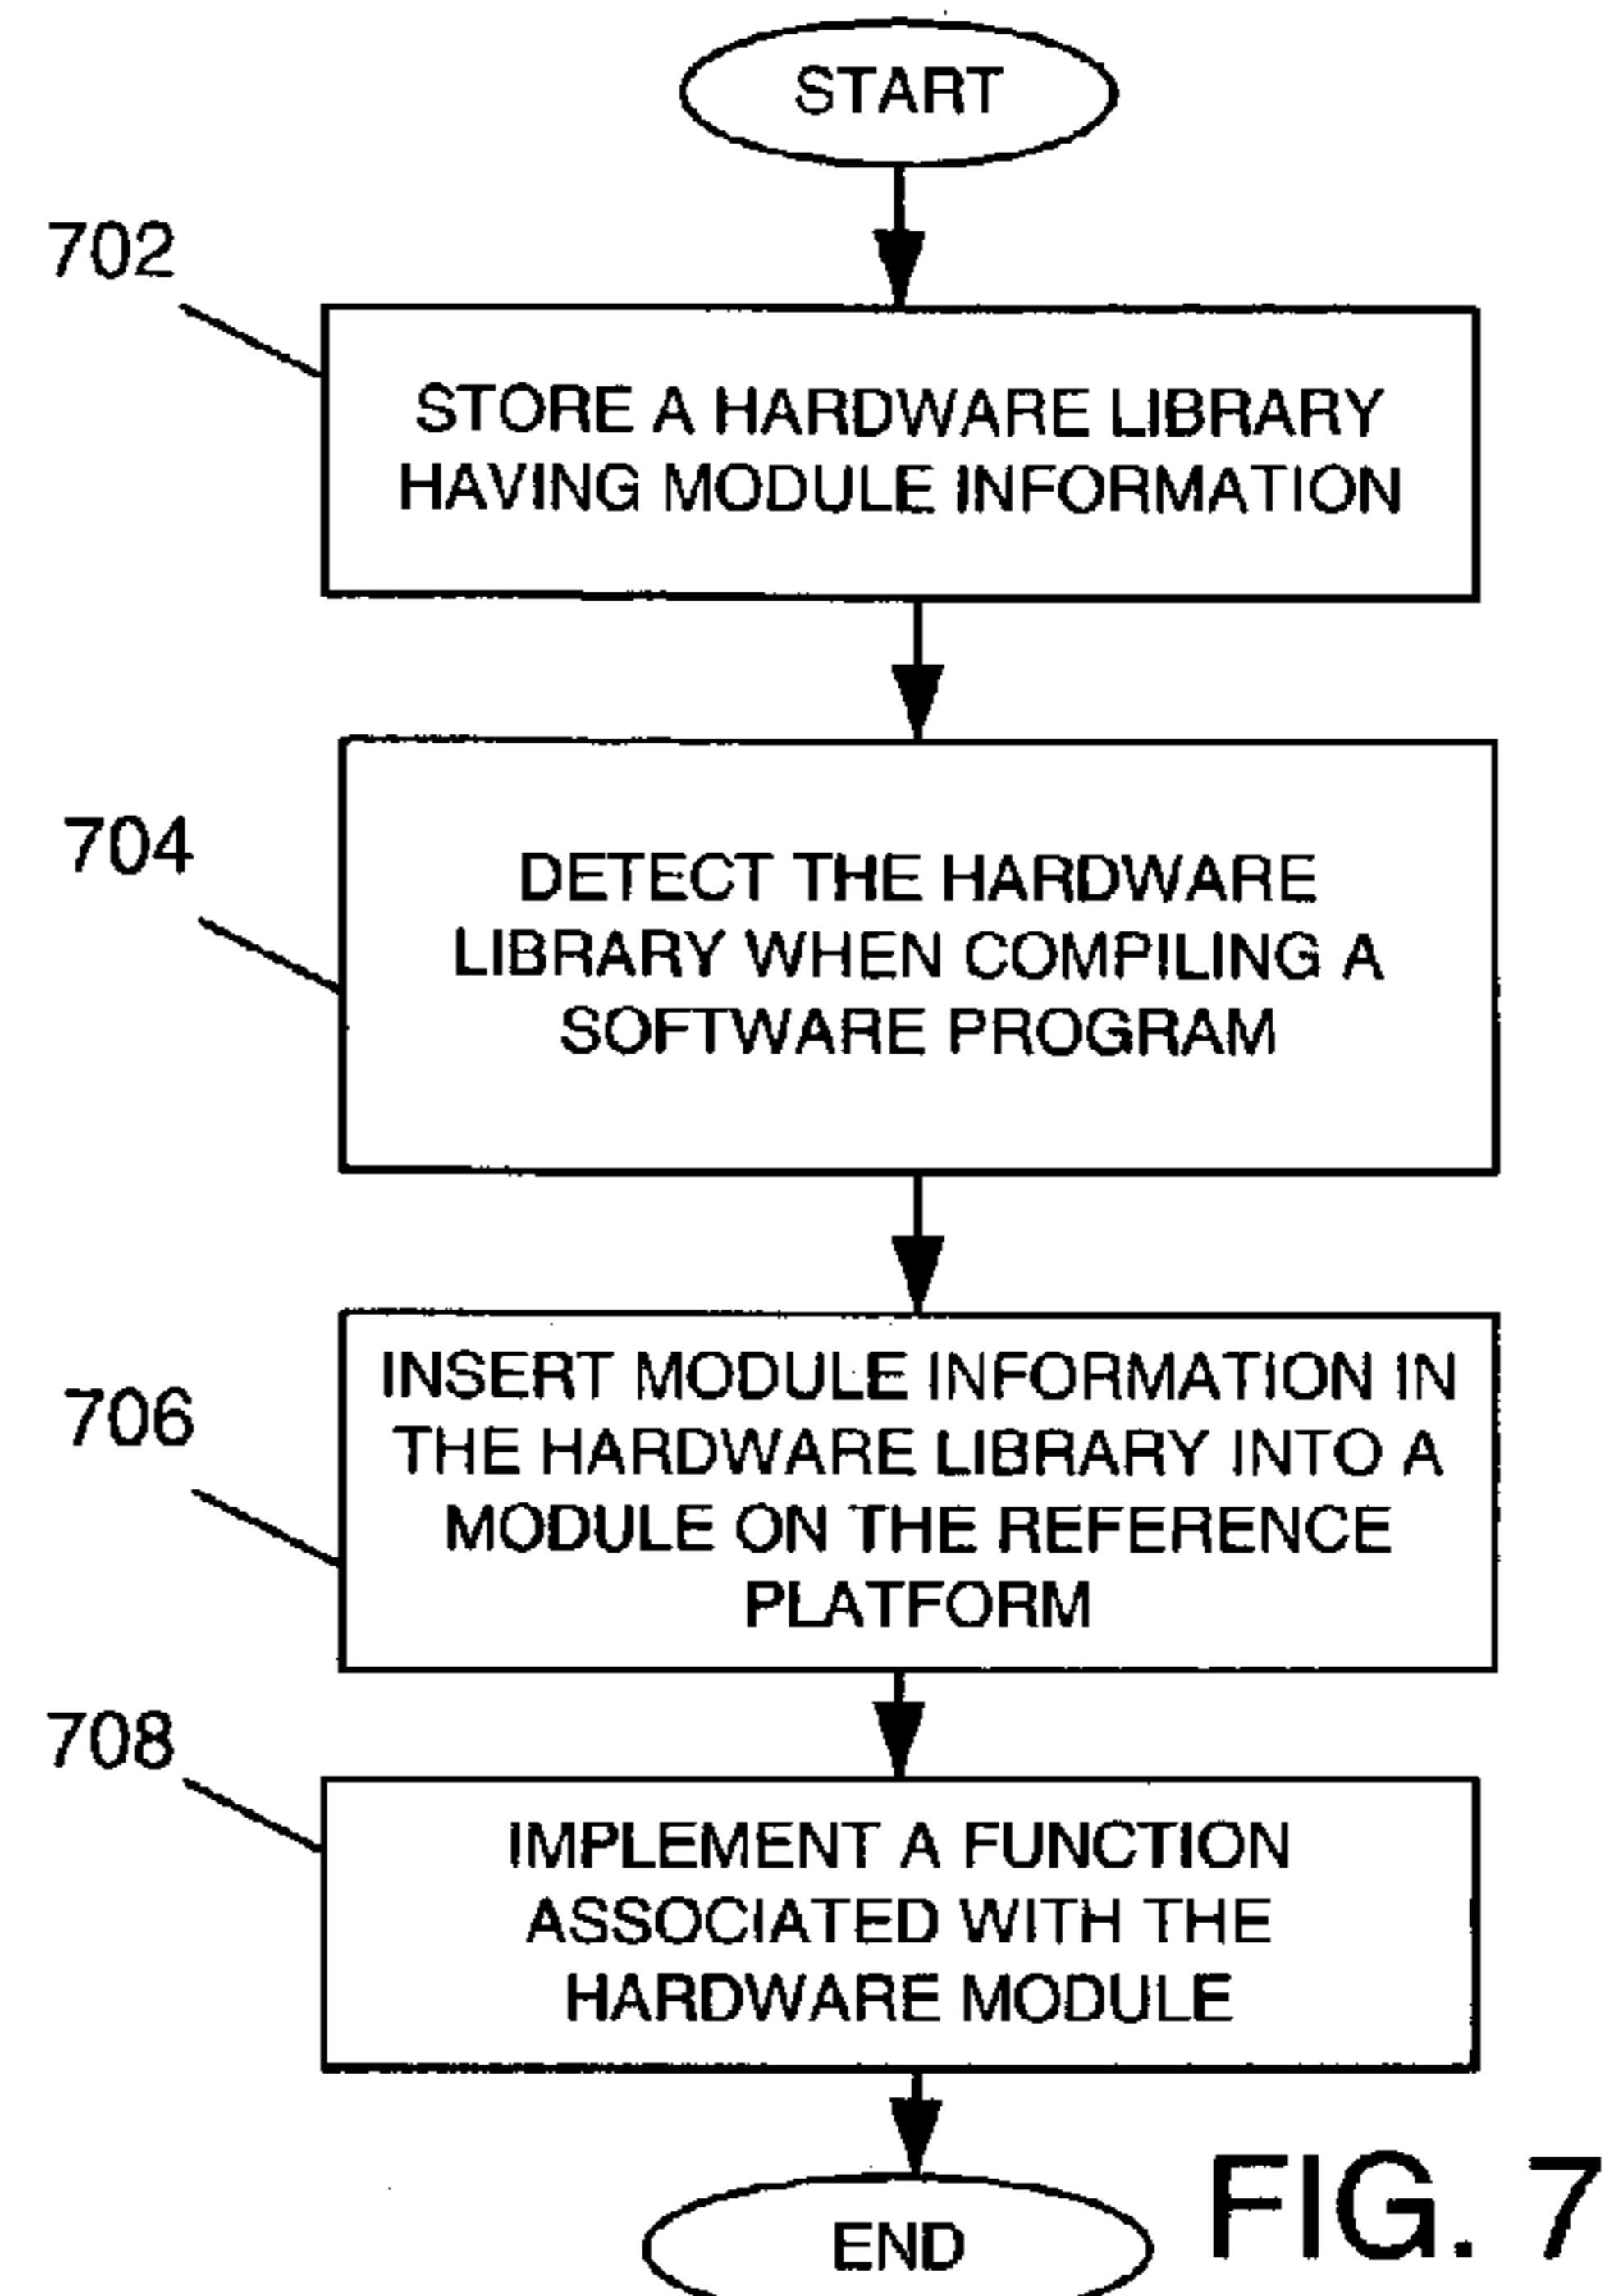 START
702
STORE A HARDWARE LIBRARY
HAVING MODULE INFORMATION
704
DETECT THE HARDWARE
LIBRARY WHEN COMPILING A
SOFTWARE PROGRAM
706
INSERT MODULE INFORMATION IN
THE HARDWARE LIBRARY INTO A
MODULE ON THE REFERENCE
PLATFORM
708
IMPLEMENT A FUNCTION
ASSOCIATED WITH THE
HARDWARE MODULE
END
FIG. 7